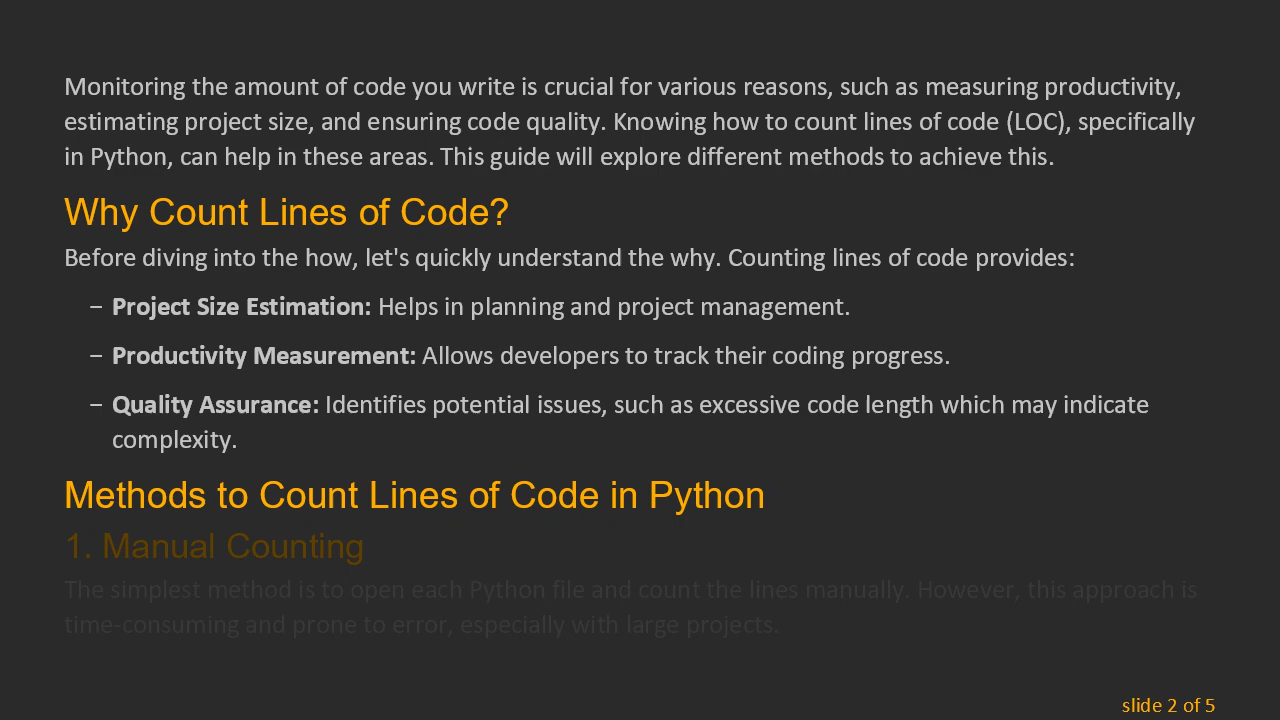 Monitoring the amount of code you write is crucial for various reasons, such as measuring productivity,
estimating project size, and ensuring code quality. Knowing how to count lines of code (LOC), specifically
in Python, can help in these areas. This guide will explore different methods to achieve this.
Why Count Lines of Code?
Before diving into the how, let's quickly understand the why. Counting lines of code provides:
– Project Size Estimation: Helps in planning and project management.
– Productivity Measurement: Allows developers to track their coding progress.
– Quality Assurance: Identifies potential issues, such as excessive code length which may indicate
complexity.
Methods to Count Lines of Code in Python
1. Manual Counting
The simplest method is to open each Python file and count the lines manually. However, this approach is
time-consuming and prone to error, especially with large projects.
slide 2 of 5